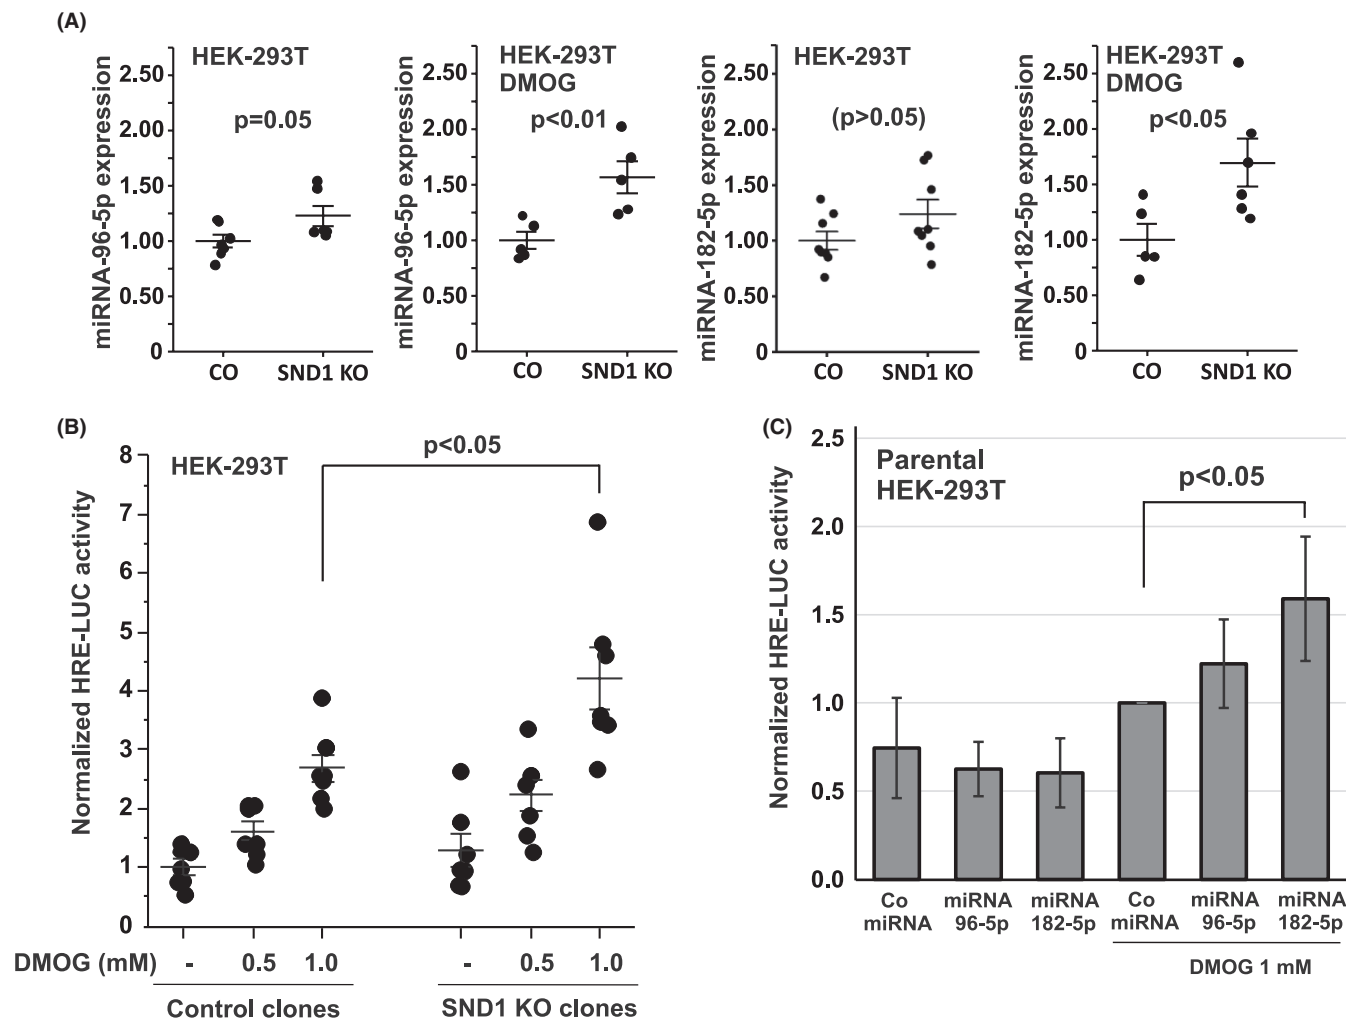 (A)
miRNA-96-5p expression
2.50
2.00
1.50
1.00
0.50
0
HEK-293T
p=0.05
CO SND1 KO
miRNA-96-5p expression
2.50
2.00
1.50
1.00
0.50
0
HEK-293T
DMOG
p<0.01
CO SND1 KO
miRNA-182-5p expression
2.50
2.00
1.50
1.00
0.50
0
HEK-293T
(p>0.05)
CO SND1 KO
miRNA-182-5p expression
2.50
2.00
1.50
1.00
0.50
0
HEK-293T
DMOG
p<0.05
CO SND1 KO
(B)
Normalized HRE-LUC activity
8
7
6
5
4
3
2
1
0
HEK-293T
p<0.05
DMOG (mM) - 0.5 1.0 - 0.5 1.0
Control clones SND1 KO clones
(C)
Normalized HRE-LUC activity
2.5
2.0
1.5
1.0
0.5
0.0
Parental
HEK-293T
p<0.05
Co miRNA miRNA Co miRNA miRNA
miRNA 96-5p 182-5p miRNA 96-5p 182-5p
DMOG 1 mM